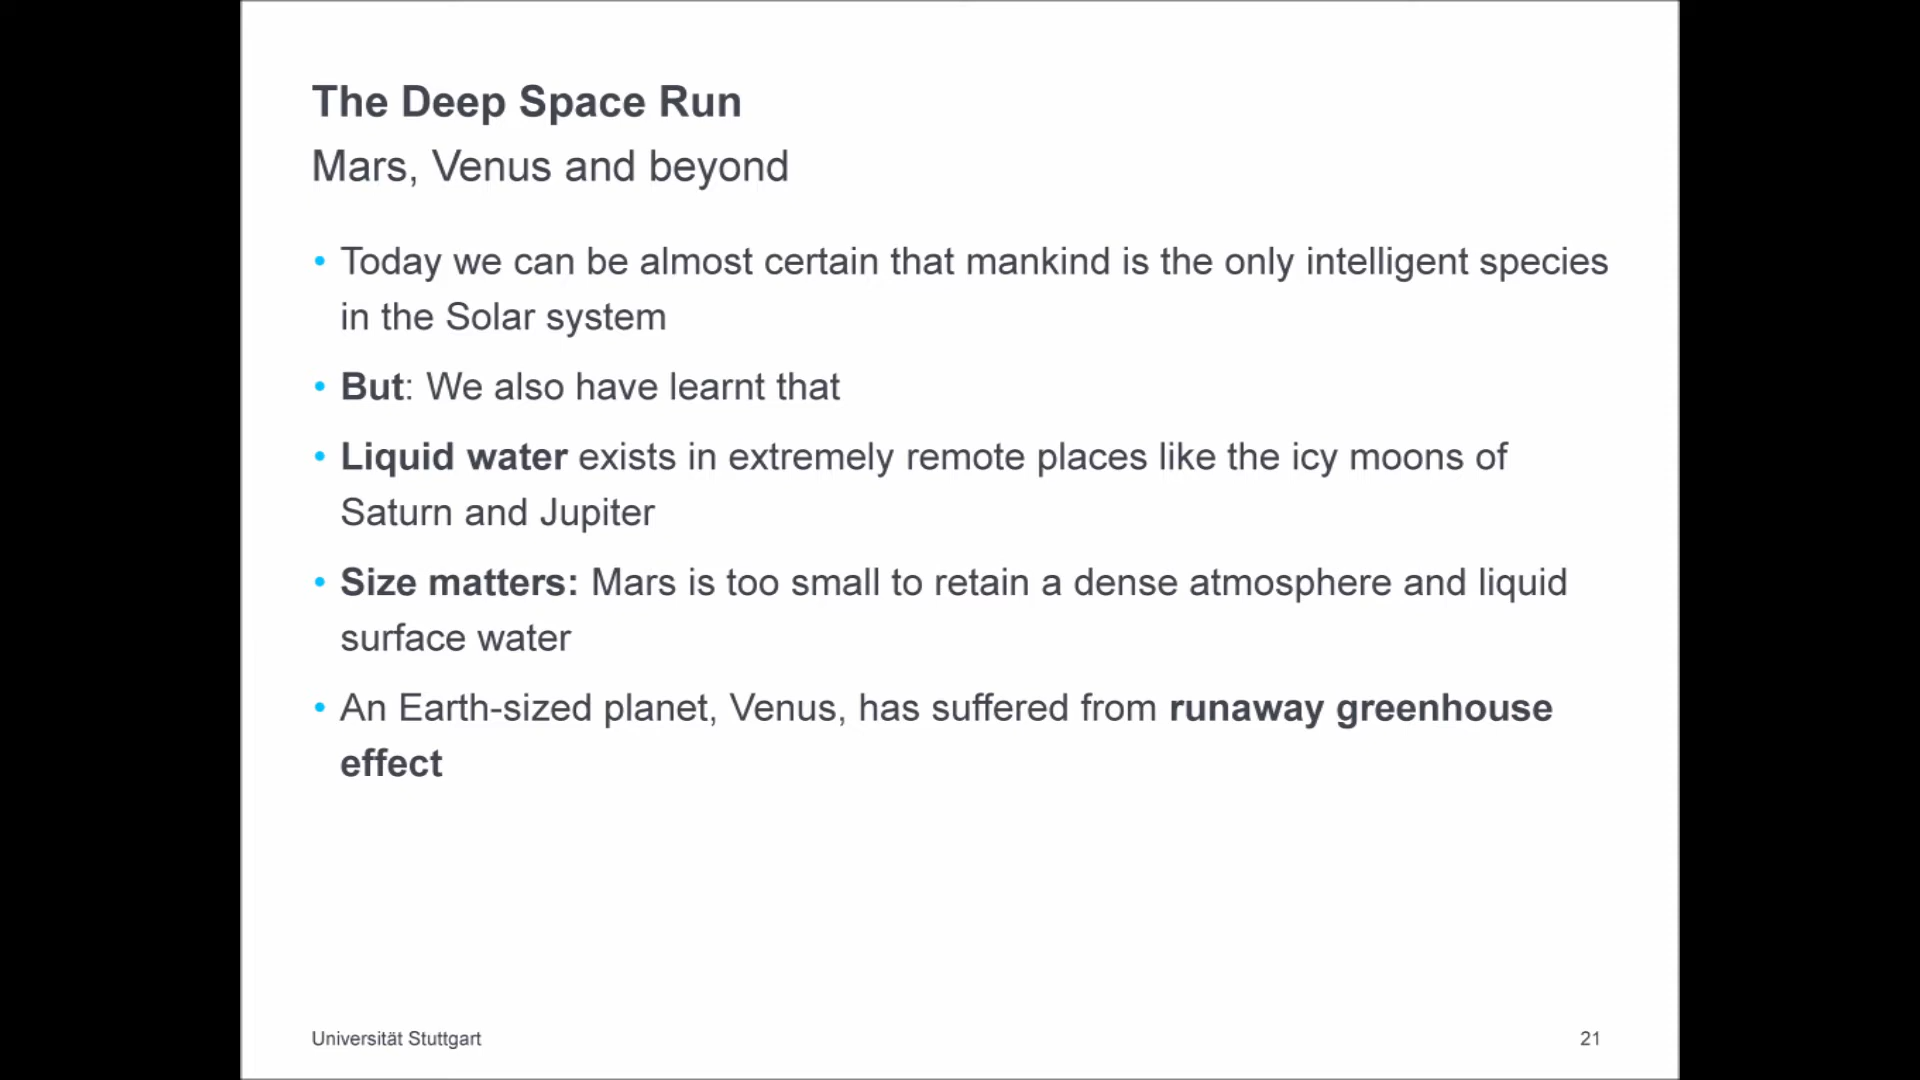 The Deep Space Run
Mars, Venus and beyond
• Today we can be almost certain that mankind is the only intelligent species
in the Solar system
• But: We also have learnt that
• Liquid water exists in extremely remote places like the icy moons of
Saturn and Jupiter
• Size matters: Mars is too small to retain a dense atmosphere and liquid
surface water
• An Earth-sized planet, Venus, has suffered from runaway greenhouse
effect
Universität Stuttgart
21